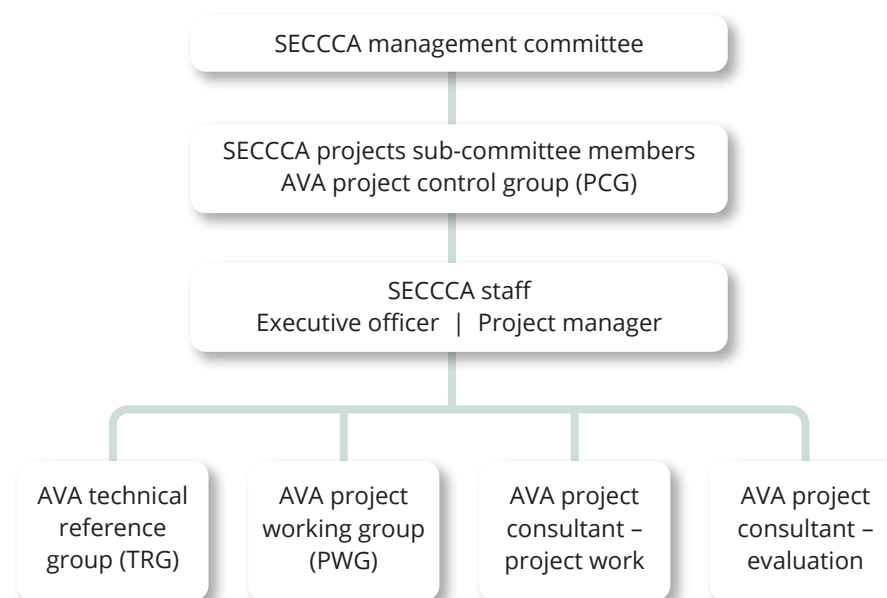 SECCCA management committee
SECCCA projects sub-committee members
AVA project control group (PCG)
SECCCA staff
Executive officer | Project manager
AVA technical
reference
group (TRG)
AVA project
working group
(PWG)
AVA project
consultant –
project work
AVA project
consultant –
evaluation